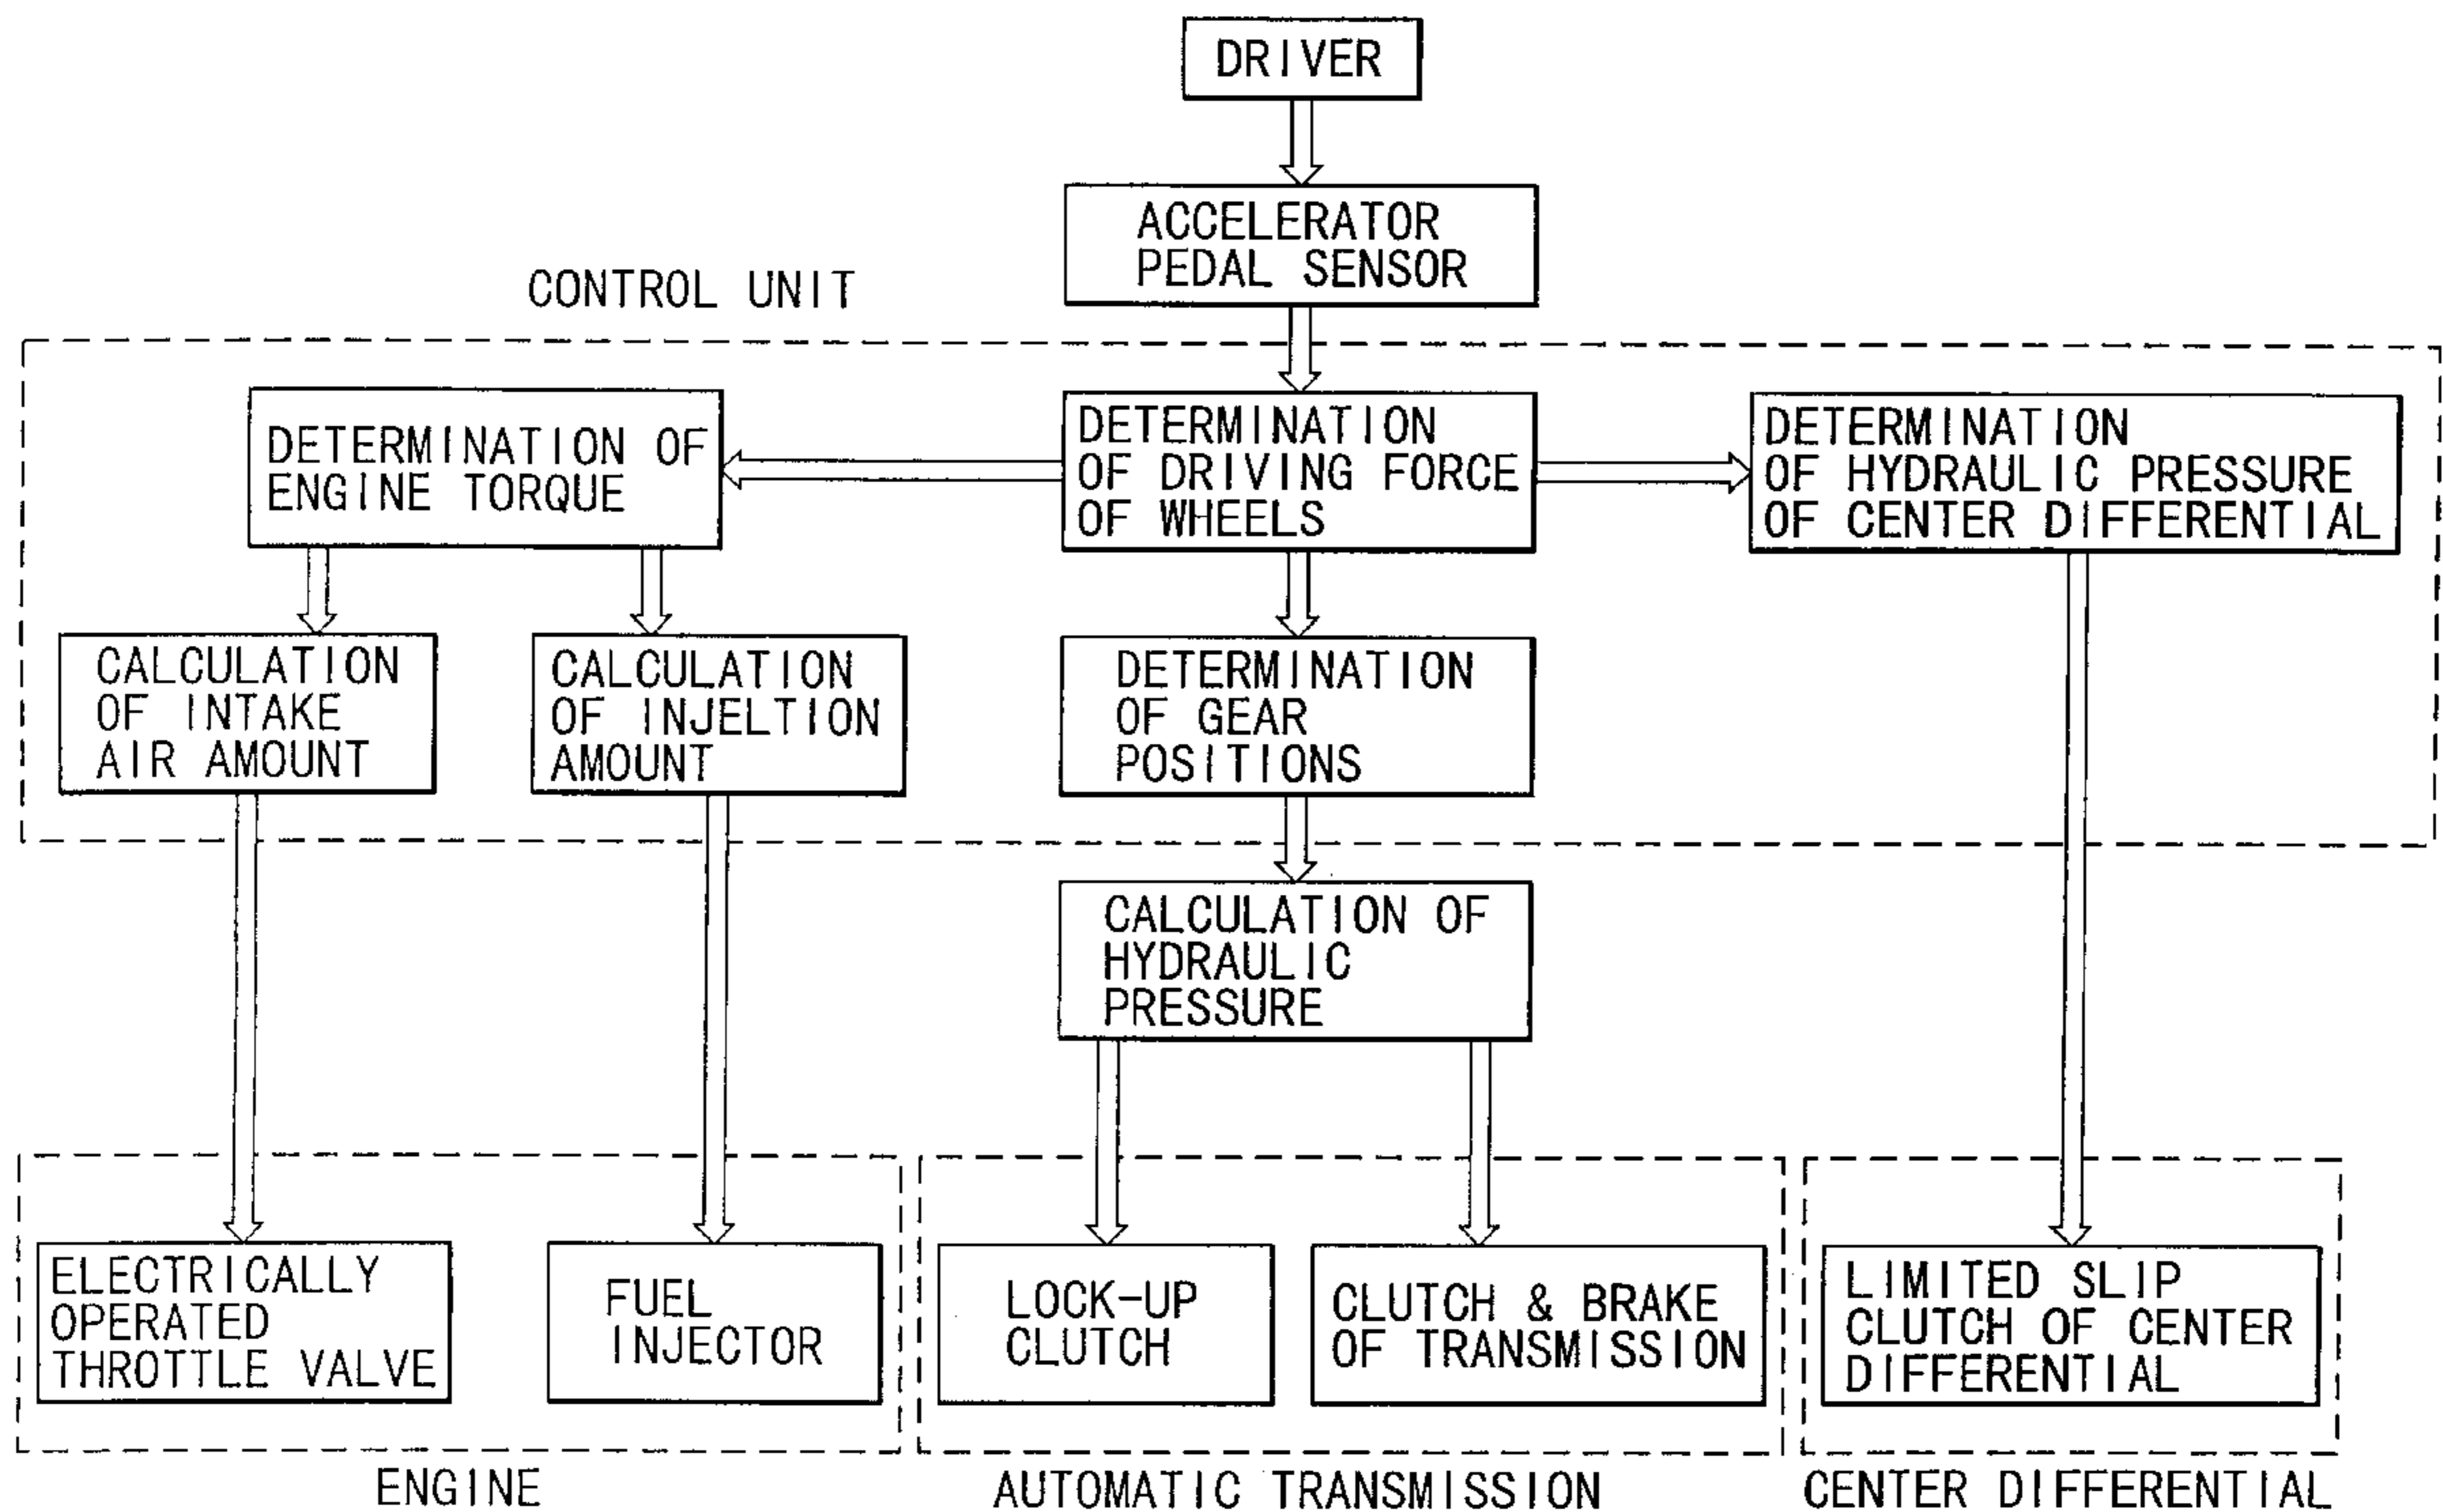 DRIVER
ACCELERATOR
PEDAL SENSOR
CONTROL UNIT
DETERMINATION OF
ENGINE TORQUE
DETERMINATION
OF DRIVING FORCE
OF WHEELS
DETERMINATION
OF HYDRAULIC PRESSURE
OF CENTER DIFFERENTIAL
CALCULATION
OF INTAKE
AIR AMOUNT
CALCULATION
OF INJELTION
AMOUNT
DETERMINATION
OF GEAR
POSITIONS
CALCULATION OF
HYDRAULIC
PRESSURE
ELECTRICALLY
OPERATED
THROTTLE VALVE
FUEL
INJECTOR
LOCK-UP
CLUTCH
CLUTCH & BRAKE
OF TRANSMISSION
LIMITED SLIP
CLUTCH OF CENTER
DIFFERENTIAL
ENGINE
AUTOMATIC TRANSMISSION
CENTER DIFFERENTIAL